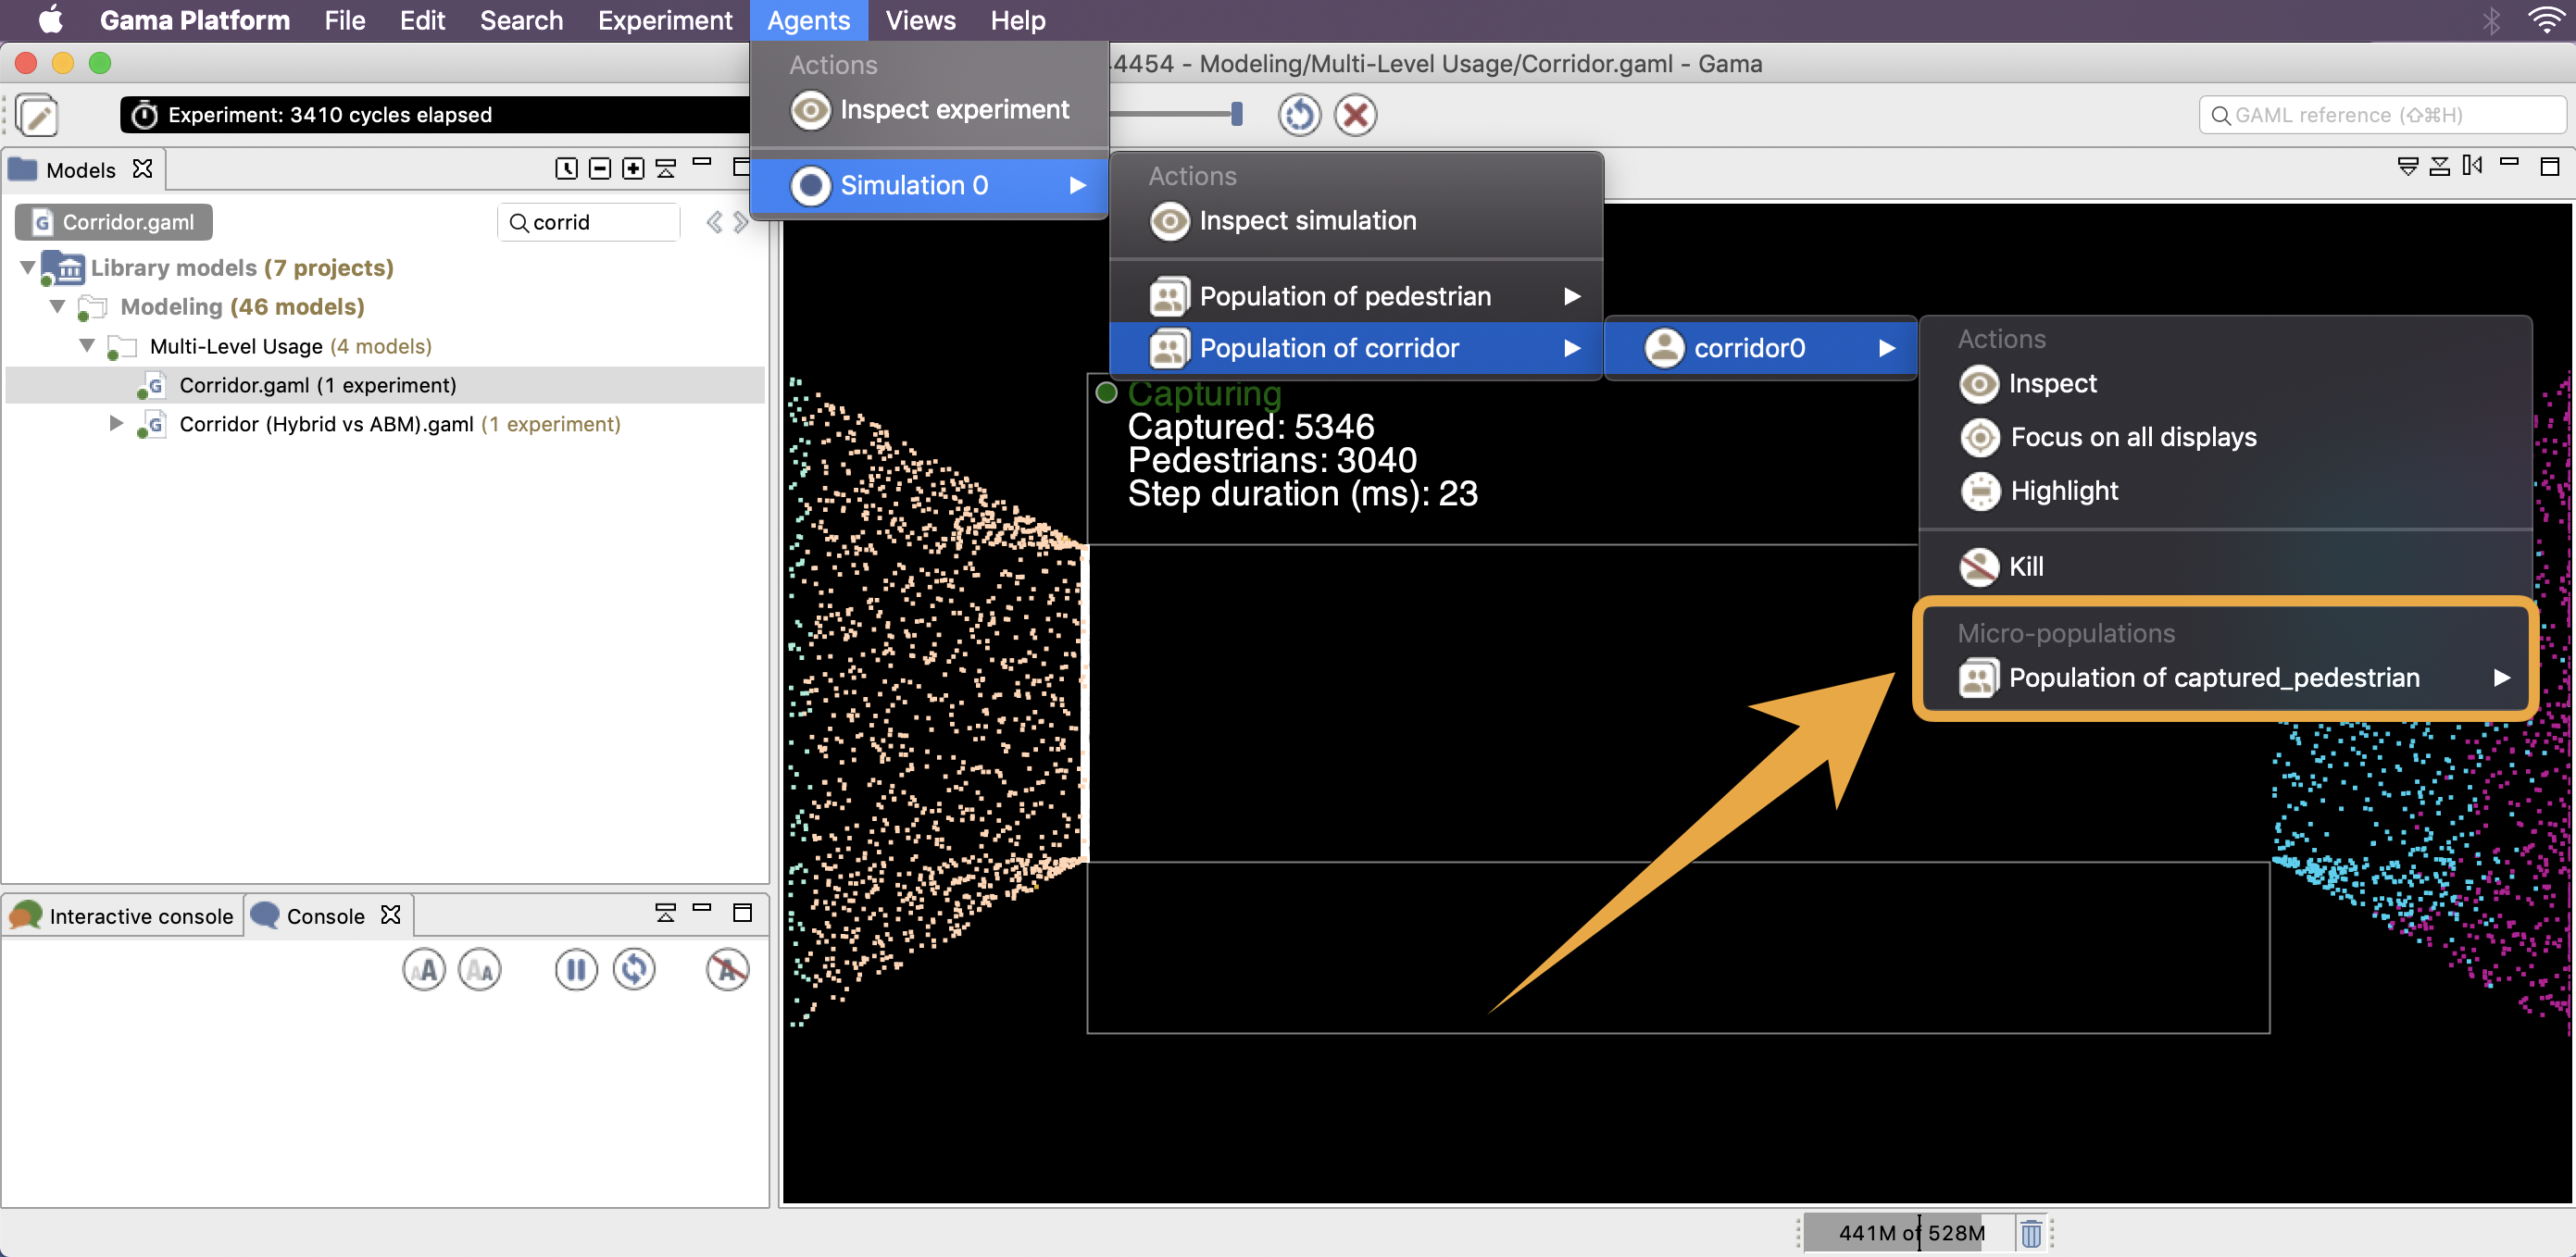 Gama Platform File Edit Search Experiment Agents Views Help
4454 - Modeling/Multi-Level Usage/Corridor.gaml - Gama
Experiment: 3410 cycles elapsed
GAML reference (⇧⌘H)
Actions
Inspect experiment
Simulation 0
Actions
Inspect simulation
Population of pedestrian
Population of corridor
corridor0
Actions
Inspect
Focus on all displays
Highlight
Kill
Micro-populations
Population of captured_pedestrian
Models
Corridor.gaml
corrid
Library models (7 projects)
Modeling (46 models)
Multi-Level Usage (4 models)
Corridor.gaml (1 experiment)
Corridor (Hybrid vs ABM).gaml (1 experiment)
Capturing
Captured: 5346
Pedestrians: 3040
Step duration (ms): 23
Interactive console
Console
441M of 528M